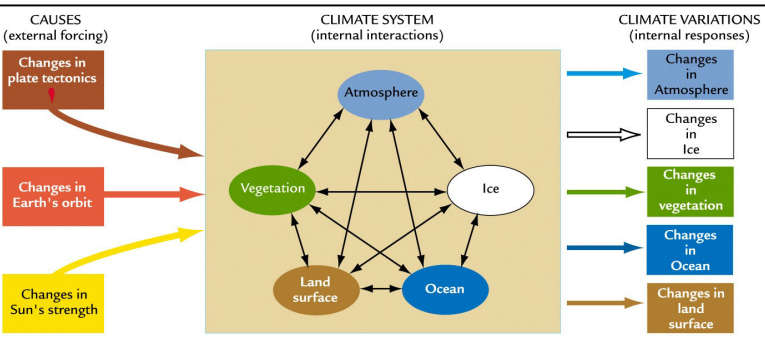 CAUSES
(external forcing)
Changes in
plate tectonics
Changes in
Earth's orbit
Changes in
Sun's strength
CLIMATE SYSTEM
(internal interactions)
Atmosphere
Vegetation
Ice
Land
surface
Ocean
CLIMATE VARIATIONS
(internal responses)
Changes
in
Atmosphere
Changes
in
Ice
Changes
in
vegetation
Changes
in
Ocean
Changes in
land
surface